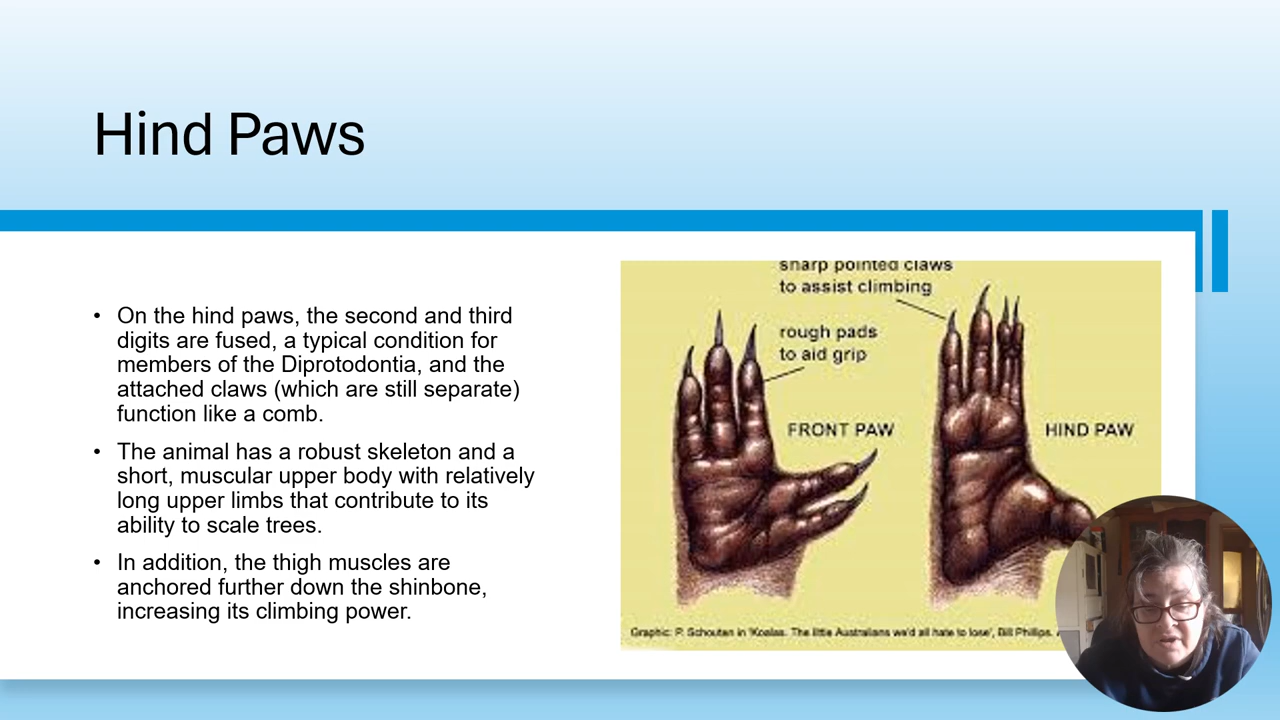 Hind Paws
• On the hind paws, the second and third
digits are fused, a typical condition for
members of the Diprotodontia, and the
attached claws (which are still separate)
function like a comb.
• The animal has a robust skeleton and a
short, muscular upper body with relatively
long upper limbs that contribute to its
ability to scale trees.
• In addition, the thigh muscles are
anchored further down the shinbone,
increasing its climbing power.
sharp pointed claws
to assist climbing
rough pads
to aid grip
FRONT PAW
HIND PAW
Graphic: P. Schouten in 'Koalas. The little Australians we'd all hate to lose', Bill Phillips.